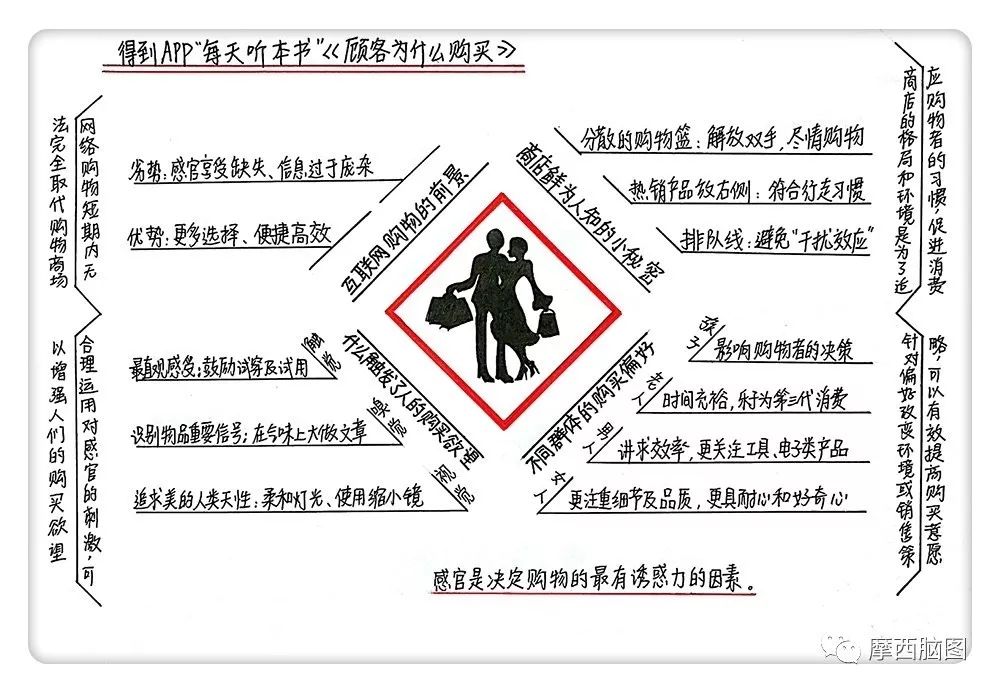 得到APP"每天听本书"《顾客为什么购买》
互联网购物的前景
劣势：感官享受缺失、信息过于庞杂
优势：更多选择、便捷高效
网络购物短期内无
法完全取代购物商场
商店鲜为人知的小秘密
分散的购物篮：解放双手，尽情购物
热销产品放右侧：符合行走习惯
排队线：避免"干扰效应"
商店的格局和环境是为了适
应购物者的习惯，促进消费
什么触发了人的购买欲望
触觉
最直观感受：鼓励试穿及试用
嗅觉
识别物品重要信号：在气味上大做文章
视觉
追求美的人类天性：柔和灯光、使用缩小镜
合理运用对感官的刺激，可
以增强人们的购买欲望
不同群体的购买偏好
孩子
影响购物者的决策
老人
时间充裕，乐于为第三代消费
男人
讲求效率，更关注工具、电子类产品
女人
更注重细节及品质，更具耐心和好奇心
针对偏好改良环境或销售策
略，可以有效提高购买意愿
感官是决定购物的最有诱惑力的因素。
摩西脑图